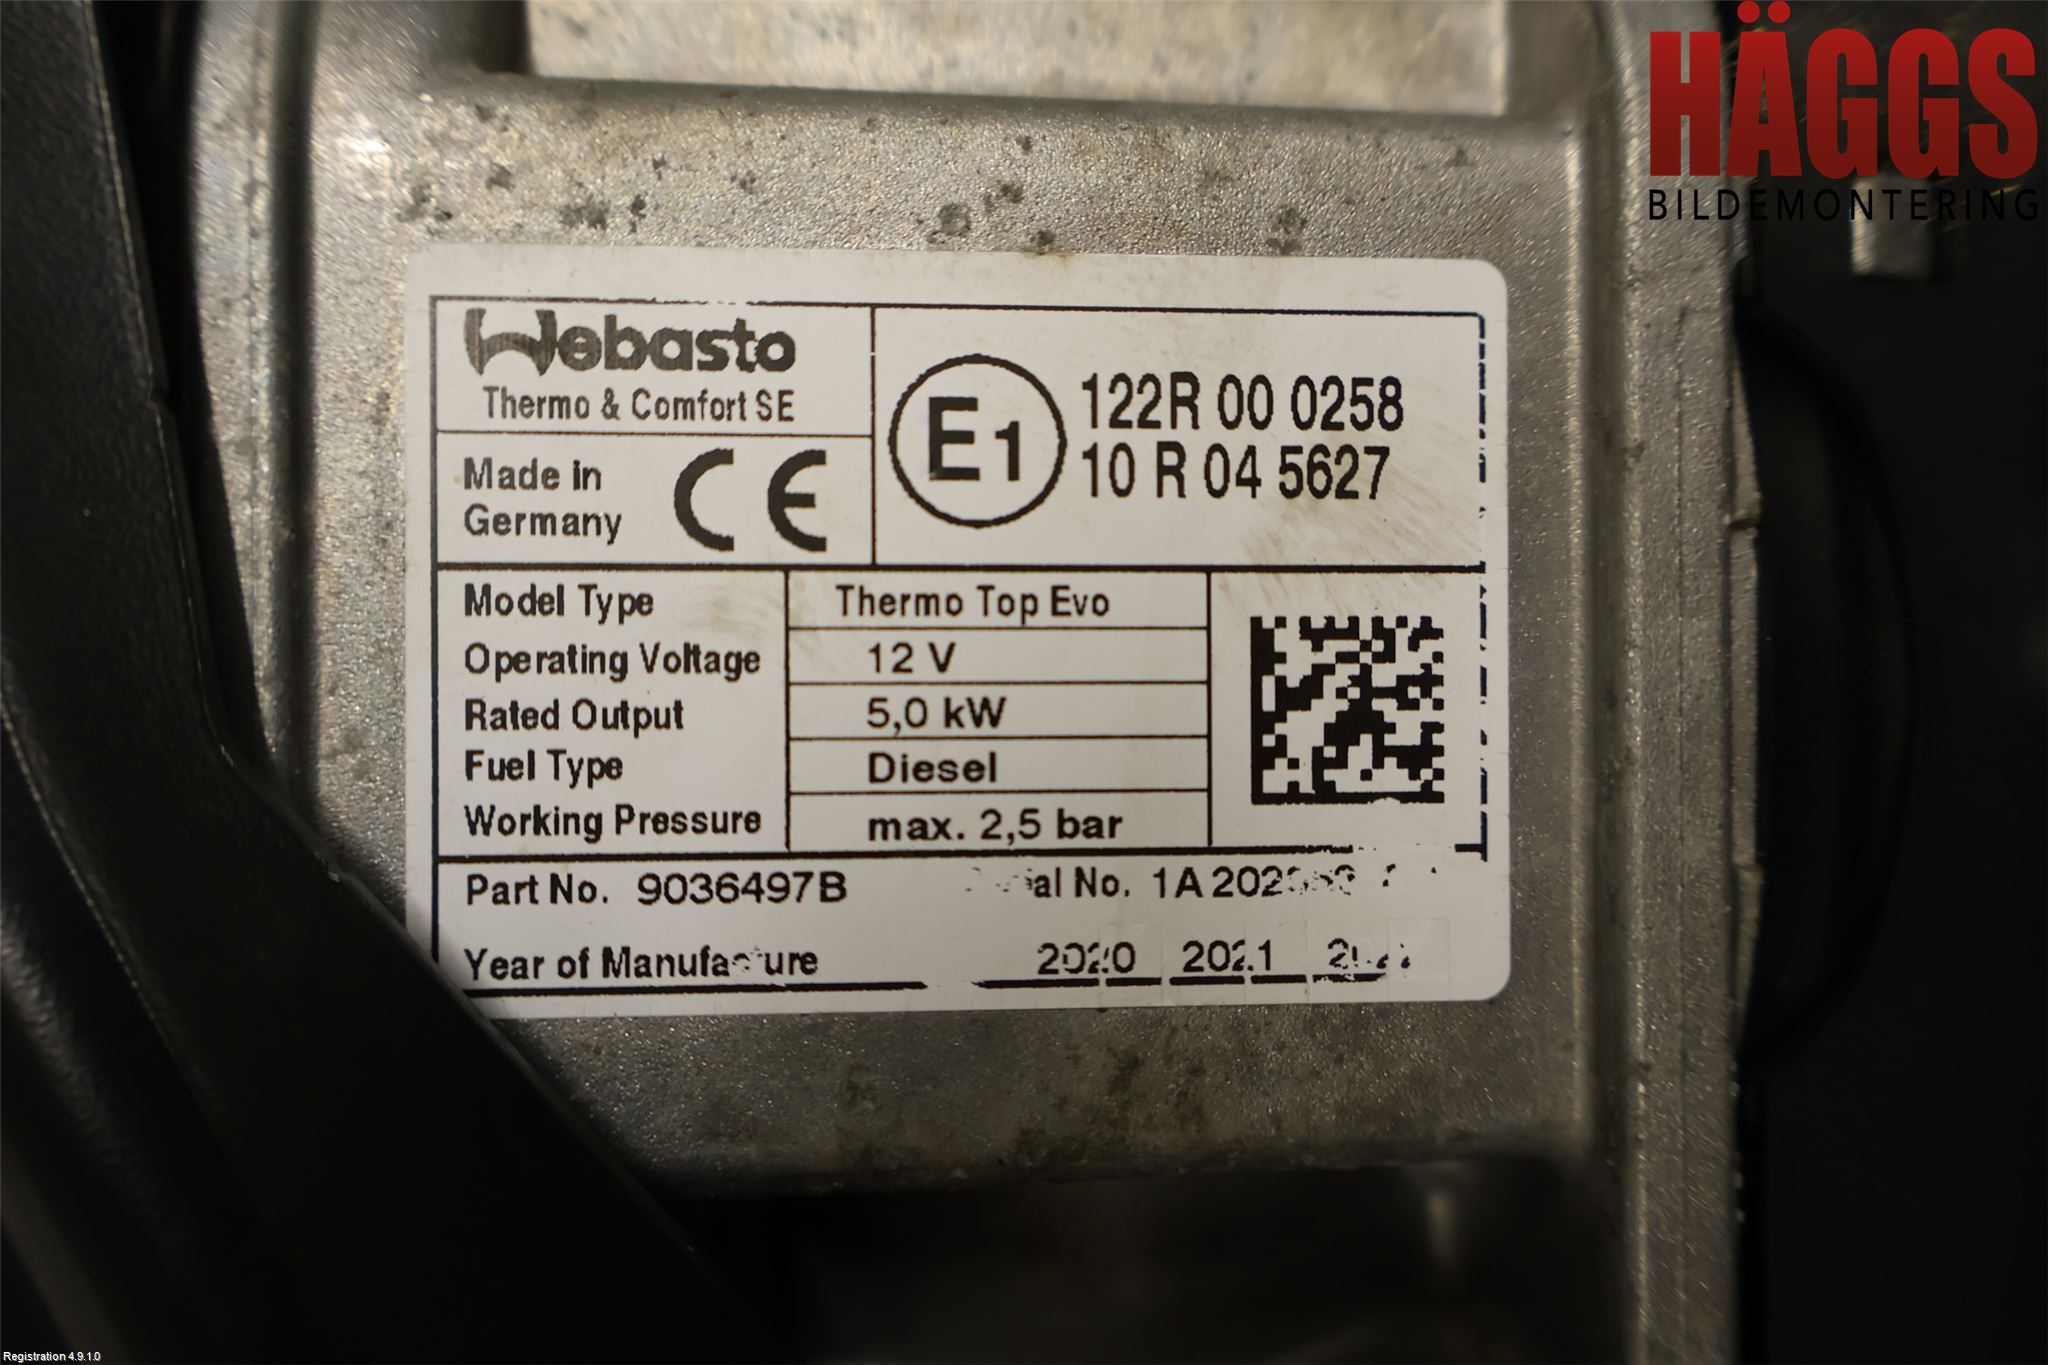 HÄGGS
BILDEMONTERING
Webasto
Thermo & Comfort SE
Made in
Germany
CE
E1
122R 00 0258
10 R 04 5627
Model Type Thermo Top Evo
Operating Voltage 12 V
Rated Output 5,0 kW
Fuel Type Diesel
Working Pressure max. 2,5 bar
Part No. 9036497B No.
Year of Manufacture 2020 2021
Registration 4.9.1.0